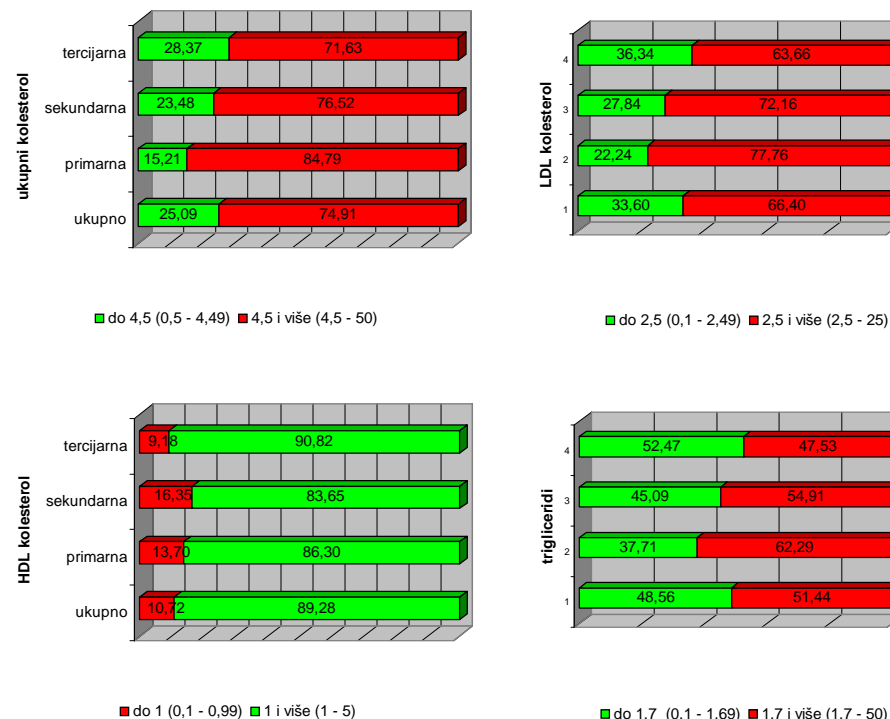 ukupni kolesterol
tercijarna 28,37 71,63
sekundarna 23,48 76,52
primarna 15,21 84,79
ukupno 25,09 74,91
do 4,5 (0,5 - 4,49) 4,5 i više (4,5 - 50)
LDL kolesterol
4 36,34 63,66
3 27,84 72,16
2 22,24 77,76
1 33,60 66,40
do 2,5 (0,1 - 2,49) 2,5 i više (2,5 - 25)
HDL kolesterol
tercijarna 9,18 90,82
sekundarna 16,35 83,65
primarna 13,70 86,30
ukupno 10,72 89,28
do 1 (0,1 - 0,99) 1 i više (1 - 5)
trigliceridi
4 52,47 47,53
3 45,09 54,91
2 37,71 62,29
1 48,56 51,44
do 1,7 (0,1 - 1,69) 1,7 i više (1,7 - 50)